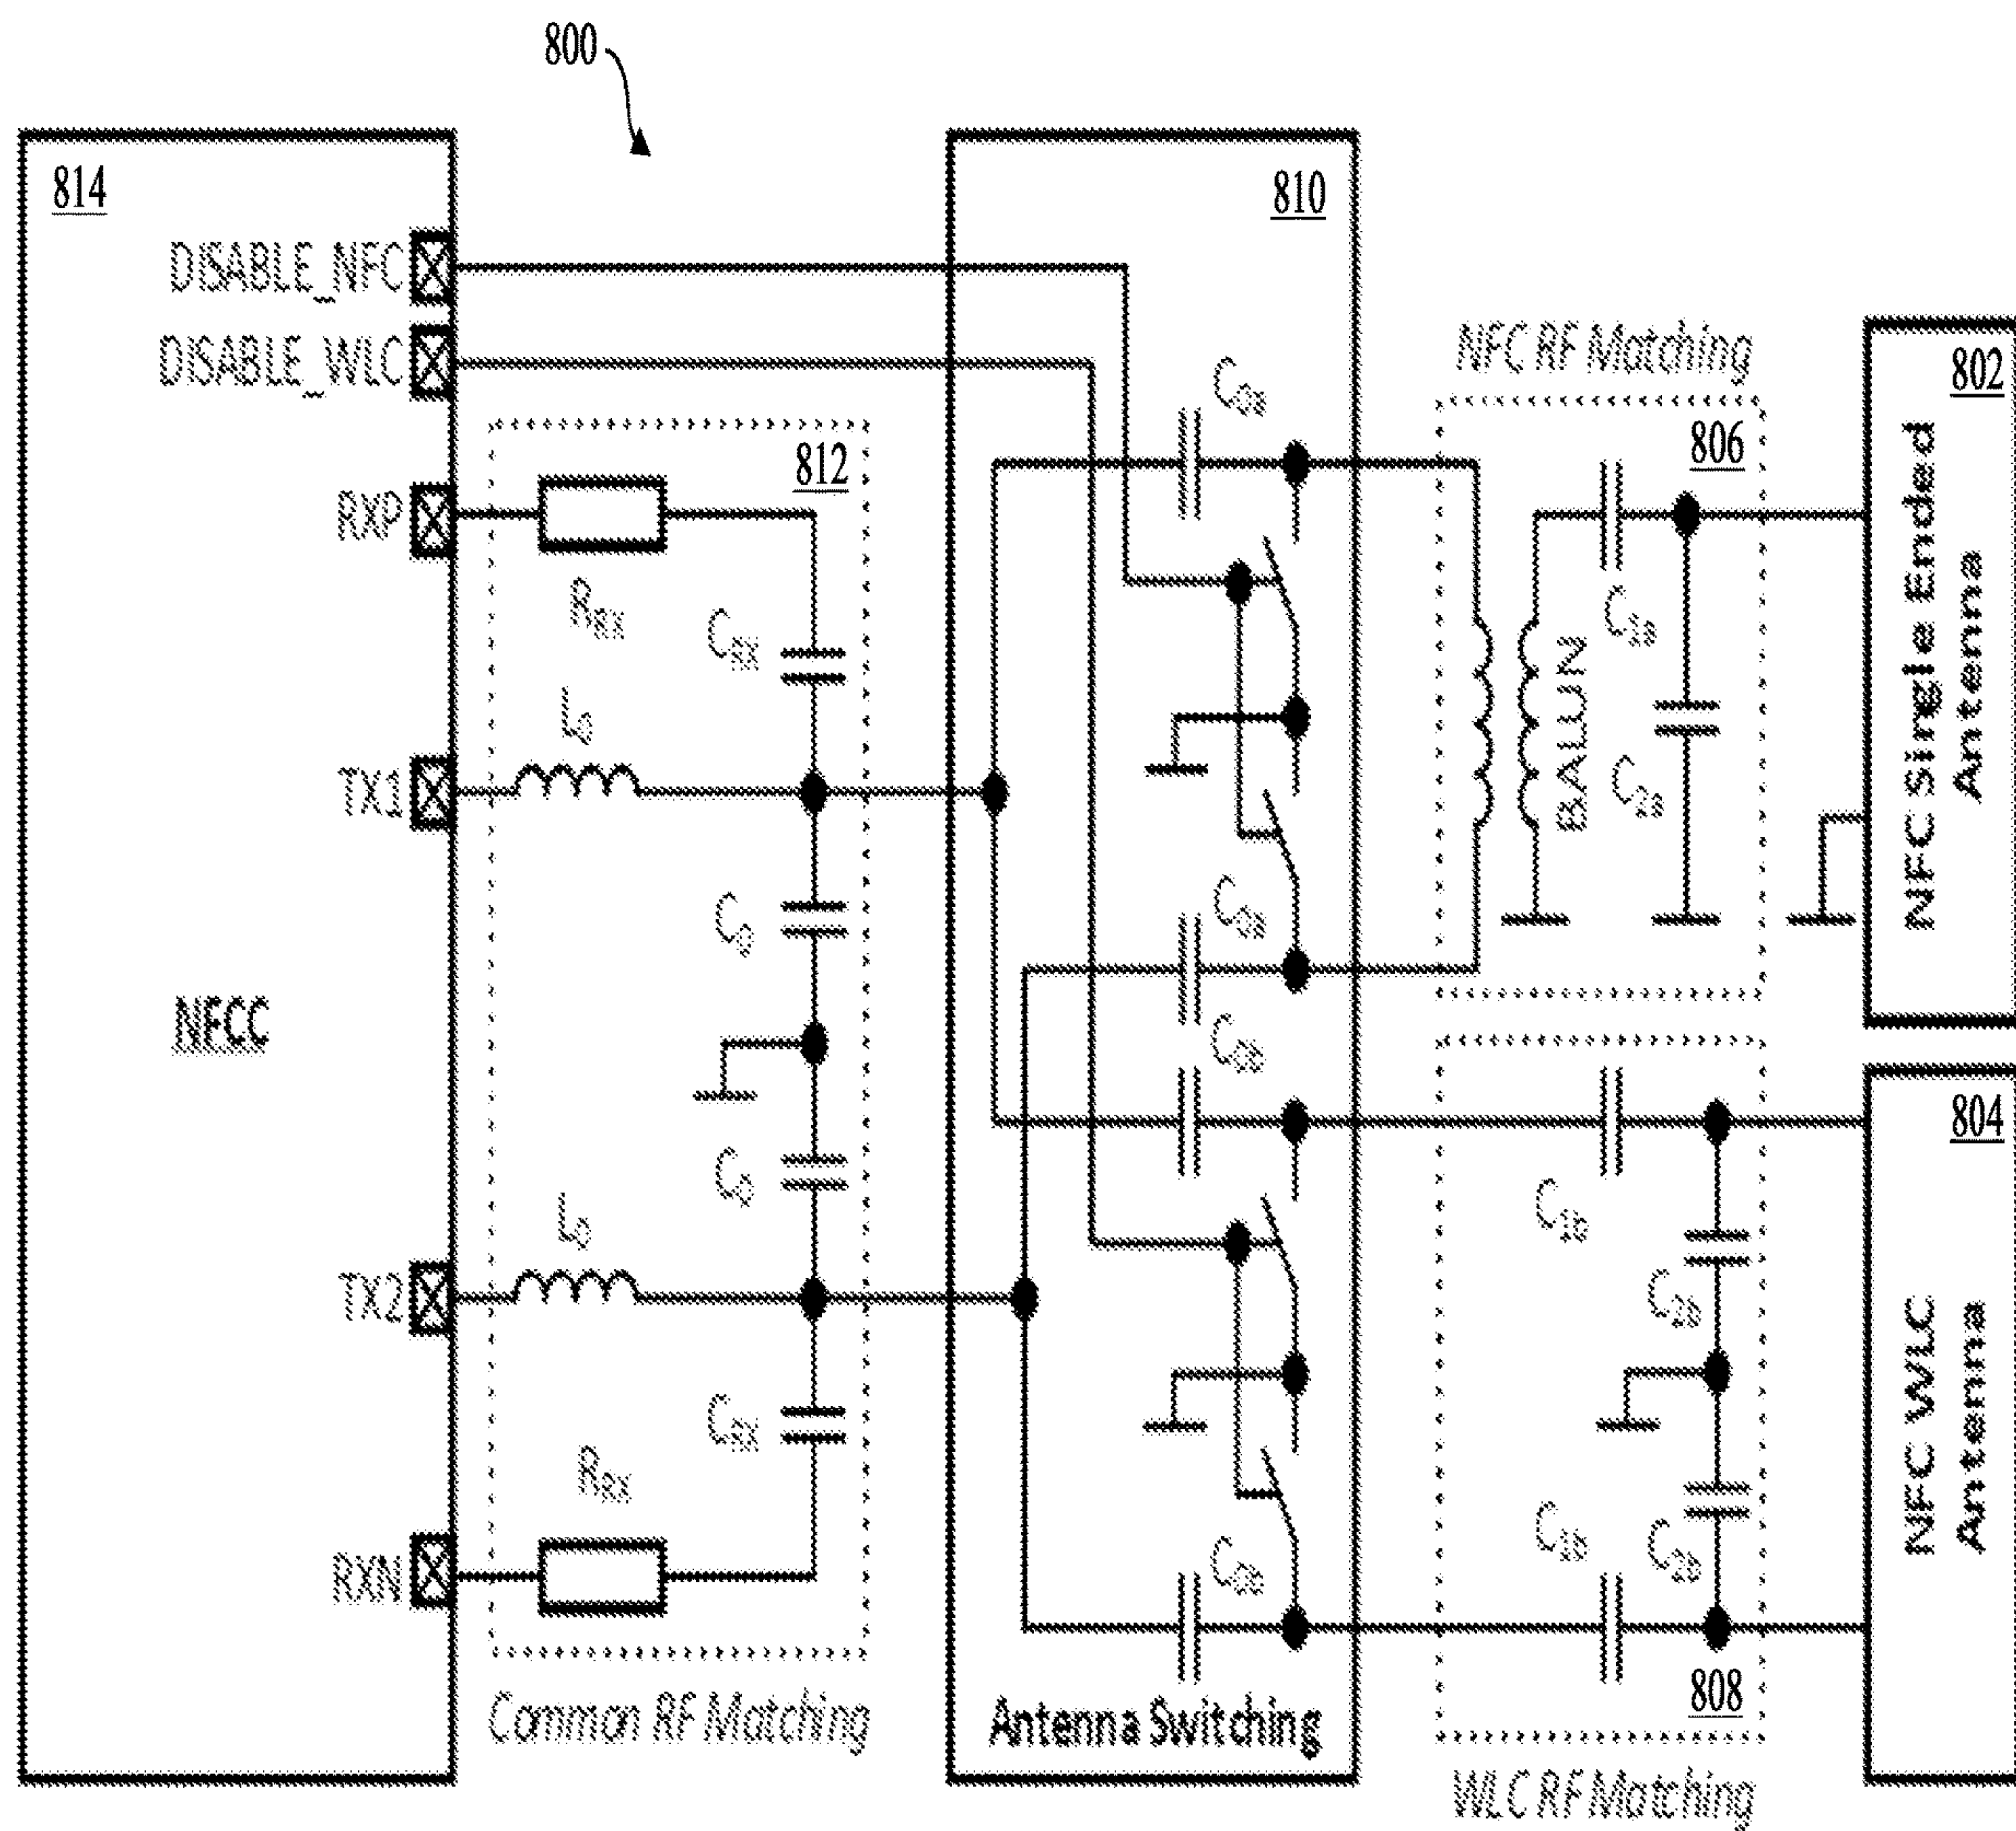 800
814
DISABLE_NFC
DISABLE_WLC
RXP
TX1
NFCC
TX2
RXN
812
R_RX
C_RX
L_0
C_0
C_0
L_0
C_RX
R_RX
Common RF Matching
810
C_0a
C_0a
C_0b
C_0b
Antenna Switching
NFC RF Matching
806
C_1a
BALUN
C_2a
C_1b
C_2b
C_1b
C_2b
808
WLC RF Matching
802
NFC Single Ended
Antenna
804
NFC WLC
Antenna